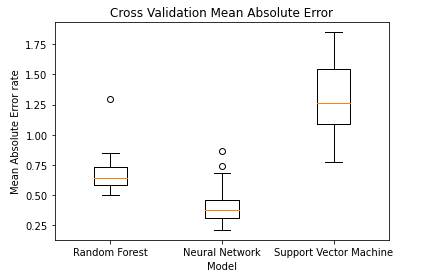 Cross Validation Mean Absolute Error
Mean Absolute Error rate
1.75
1.50
1.25
1.00
0.75
0.50
0.25
Random Forest
Neural Network
Support Vector Machine
Model